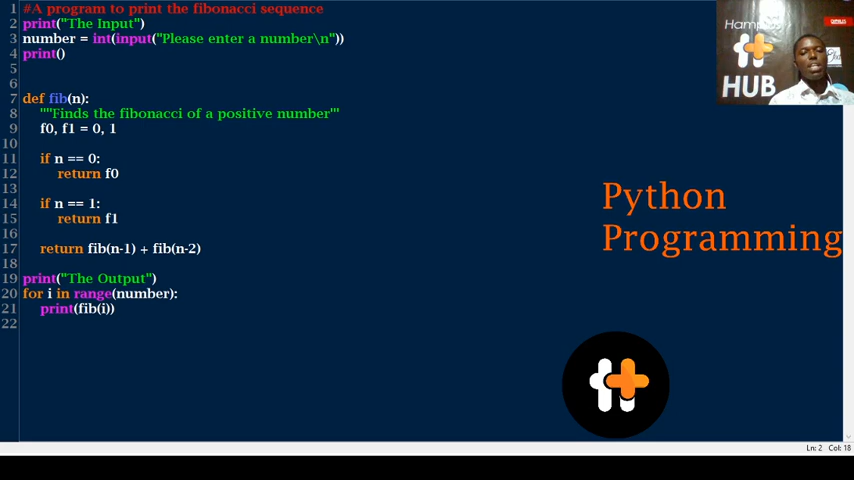 1 #A program to print the fibonacci sequence
2 print("The Input")
3 number = int(input("Please enter a number\n"))
4 print()
5
6
7 def fib(n):
8 '''Finds the fibonacci of a positive number'''
9 f0, f1 = 0, 1
10
11 if n == 0:
12 return f0
13
14 if n == 1:
15 return f1
16
17 return fib(n-1) + fib(n-2)
18
19 print("The Output")
20 for i in range(number):
21 print(fib(i))
22
HUB
Python
Programming
Ln: 2 Col: 18